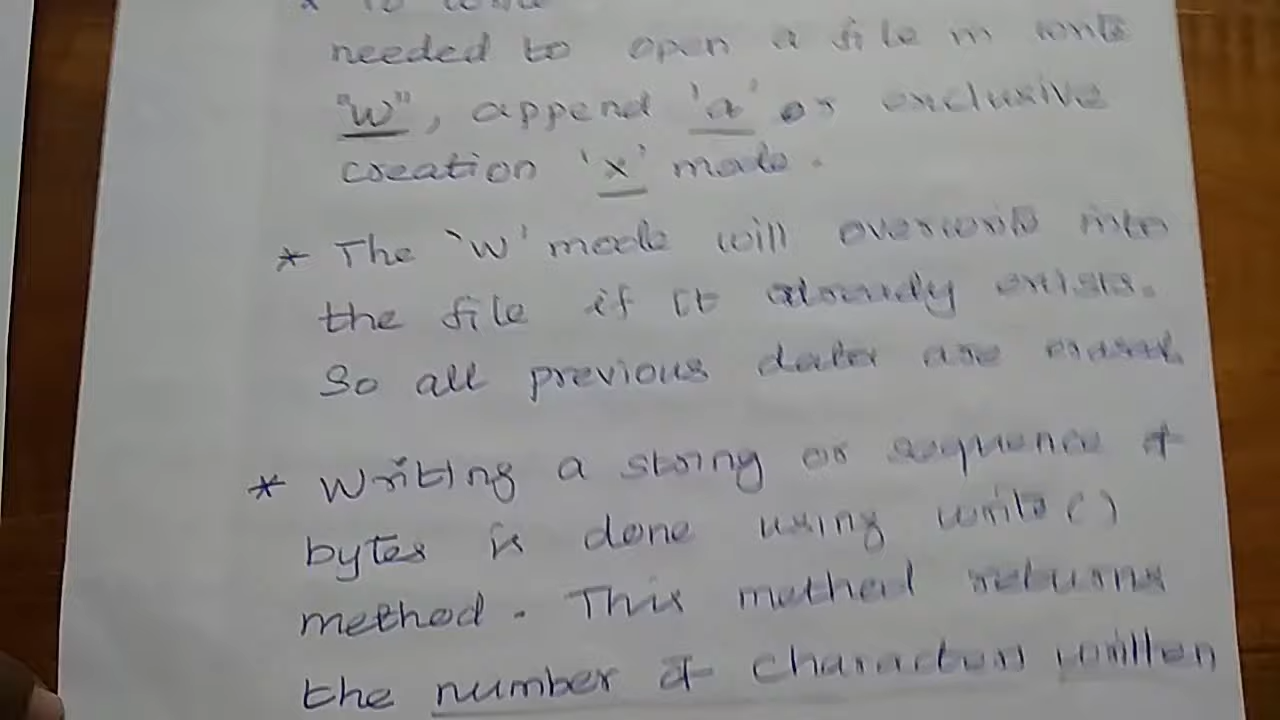 * To
needed to open a file in write
"w", append 'a' or exclusive
creation 'x' mode.
* The 'w' mode will overwrite into
the file if it already exists.
So all previous data are erased
* Writing a string or sequence of
bytes is done using write()
method. This method returns
the number of characters written